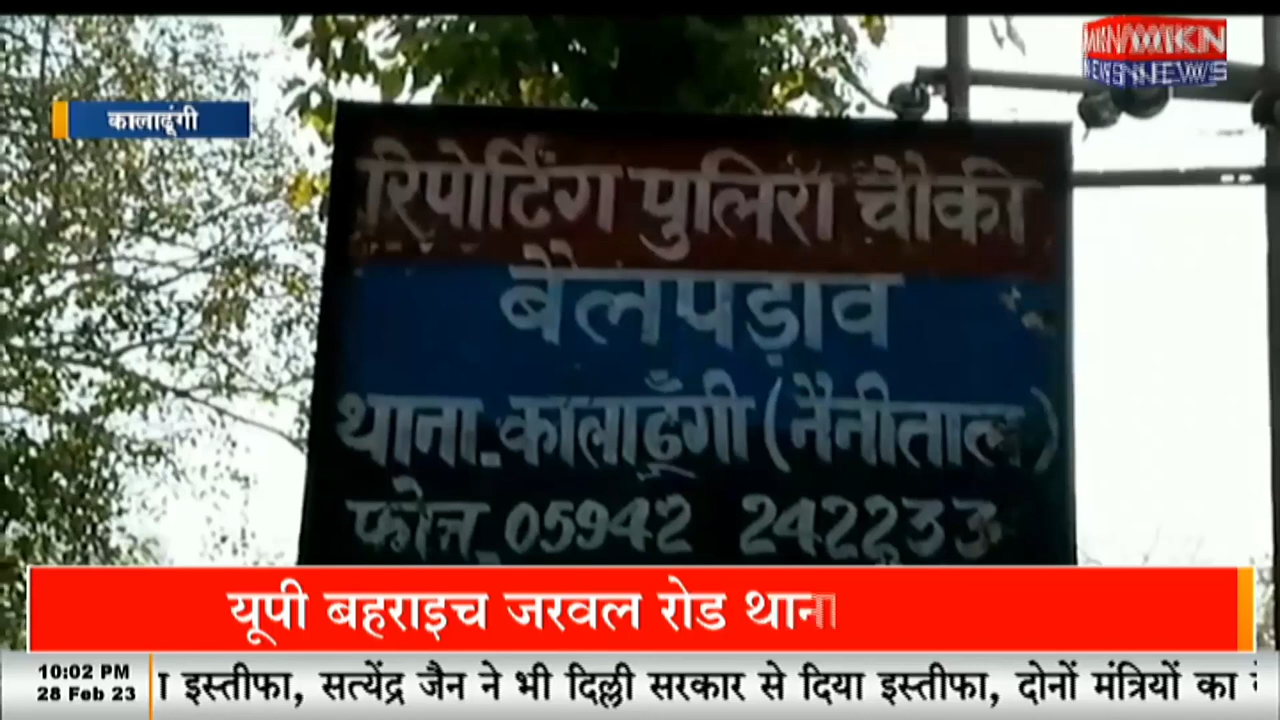 कालाढूंगी
रिपोर्टिंग पुलिस चौकी
बैलपड़ाव
थाना-कालाढूँगी (नैनीताल)
फोन-05942 242233
यूपी बहराइच जरवल रोड थाना
10:02 PM
28 Feb 23
ा इस्तीफा, सत्येंद्र जैन ने भी दिल्ली सरकार से दिया इस्तीफा, दोनों मंत्रियों का